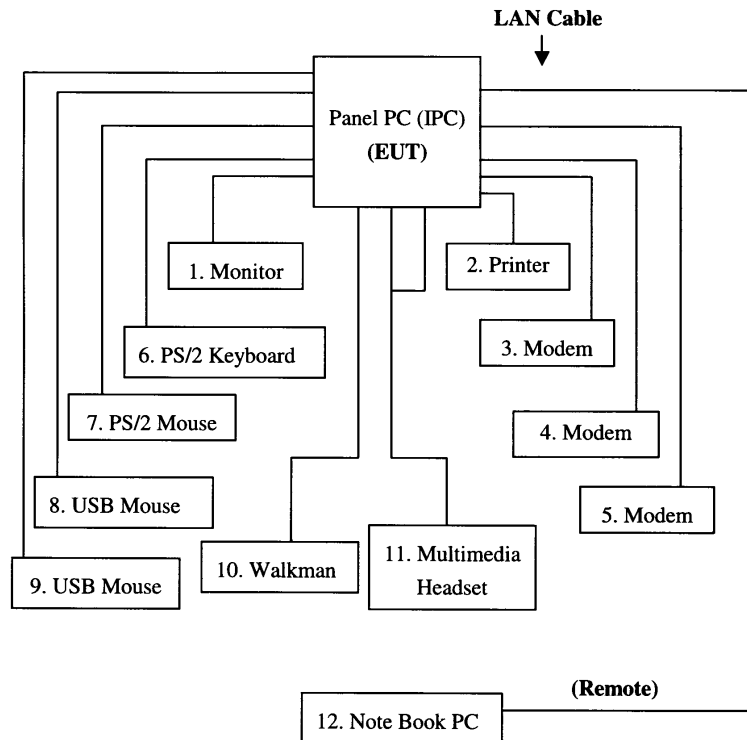 LAN Cable
Panel PC (IPC)
(EUT)
1. Monitor
2. Printer
6. PS/2 Keyboard
3. Modem
7. PS/2 Mouse
4. Modem
8. USB Mouse
5. Modem
9. USB Mouse
10. Walkman
11. Multimedia
Headset
(Remote)
12. Note Book PC